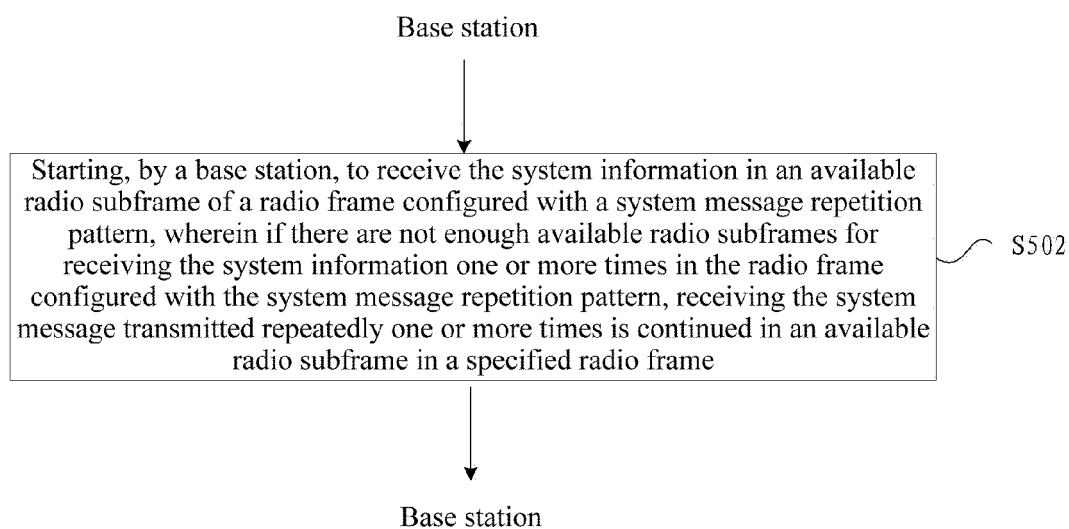 Base station
Starting, by a base station, to receive the system information in an available
radio subframe of a radio frame configured with a system message repetition
pattern, wherein if there are not enough available radio subframes for
receiving the system information one or more times in the radio frame
configured with the system message repetition pattern, receiving the system
message transmitted repeatedly one or more times is continued in an available
radio subframe in a specified radio frame
S502
Base station